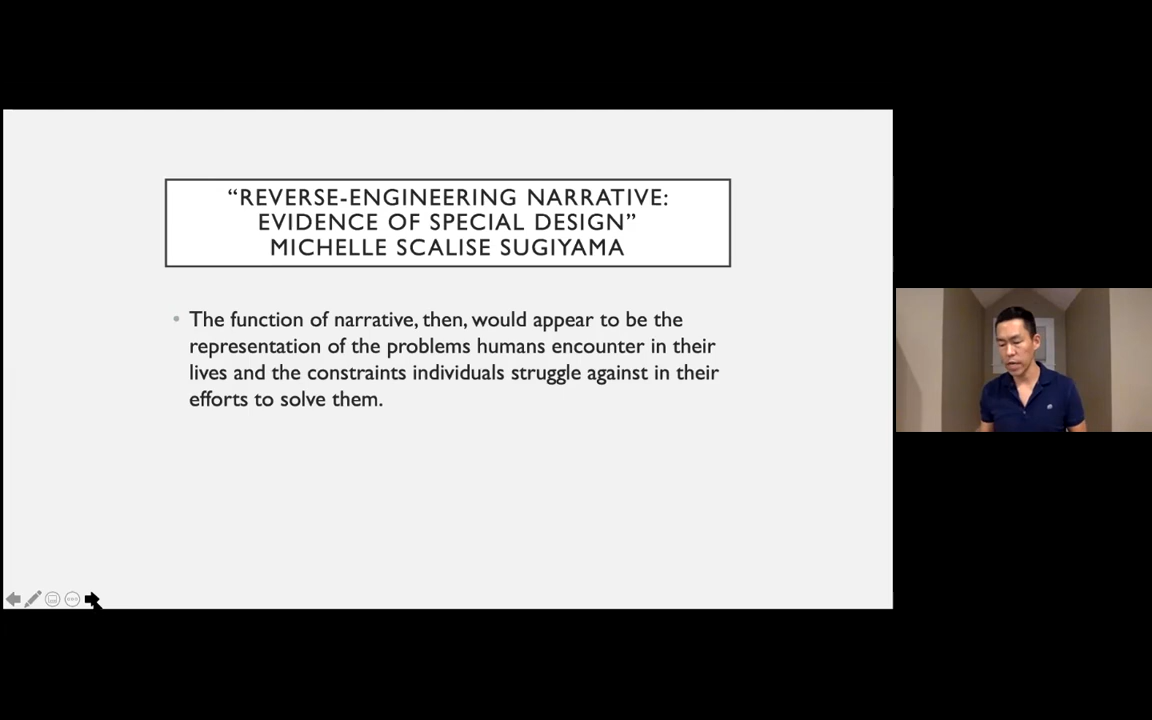 “REVERSE-ENGINEERING NARRATIVE:
EVIDENCE OF SPECIAL DESIGN”
MICHELLE SCALISE SUGIYAMA
• The function of narrative, then, would appear to be the
representation of the problems humans encounter in their
lives and the constraints individuals struggle against in their
efforts to solve them.